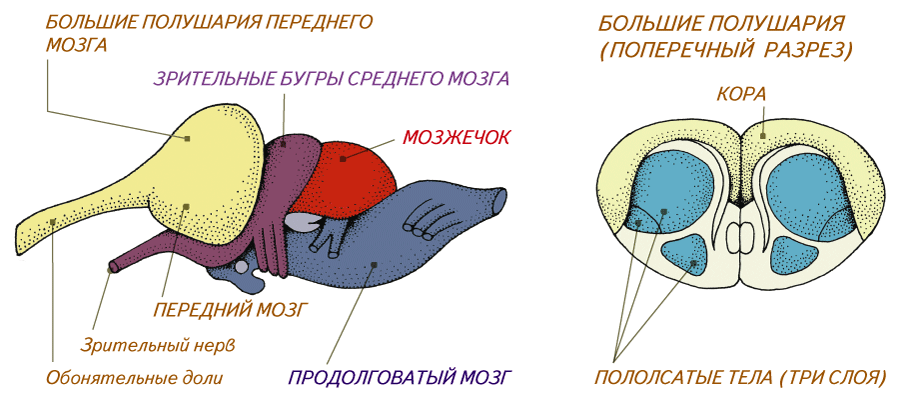 БОЛЬШИЕ ПОЛУШАРИЯ ПЕРЕДНЕГО
МОЗГА
ЗРИТЕЛЬНЫЕ БУГРЫ СРЕДНЕГО МОЗГА
МОЗЖЕЧОК
ПЕРЕДНИЙ МОЗГ
Зрительный нерв
Обонятельные доли
ПРОДОЛГОВАТЫЙ МОЗГ
БОЛЬШИЕ ПОЛУШАРИЯ
(ПОПЕРЕЧНЫЙ РАЗРЕЗ)
КОРА
ПОЛОЛСАТЫЕ ТЕЛА (ТРИ СЛОЯ)